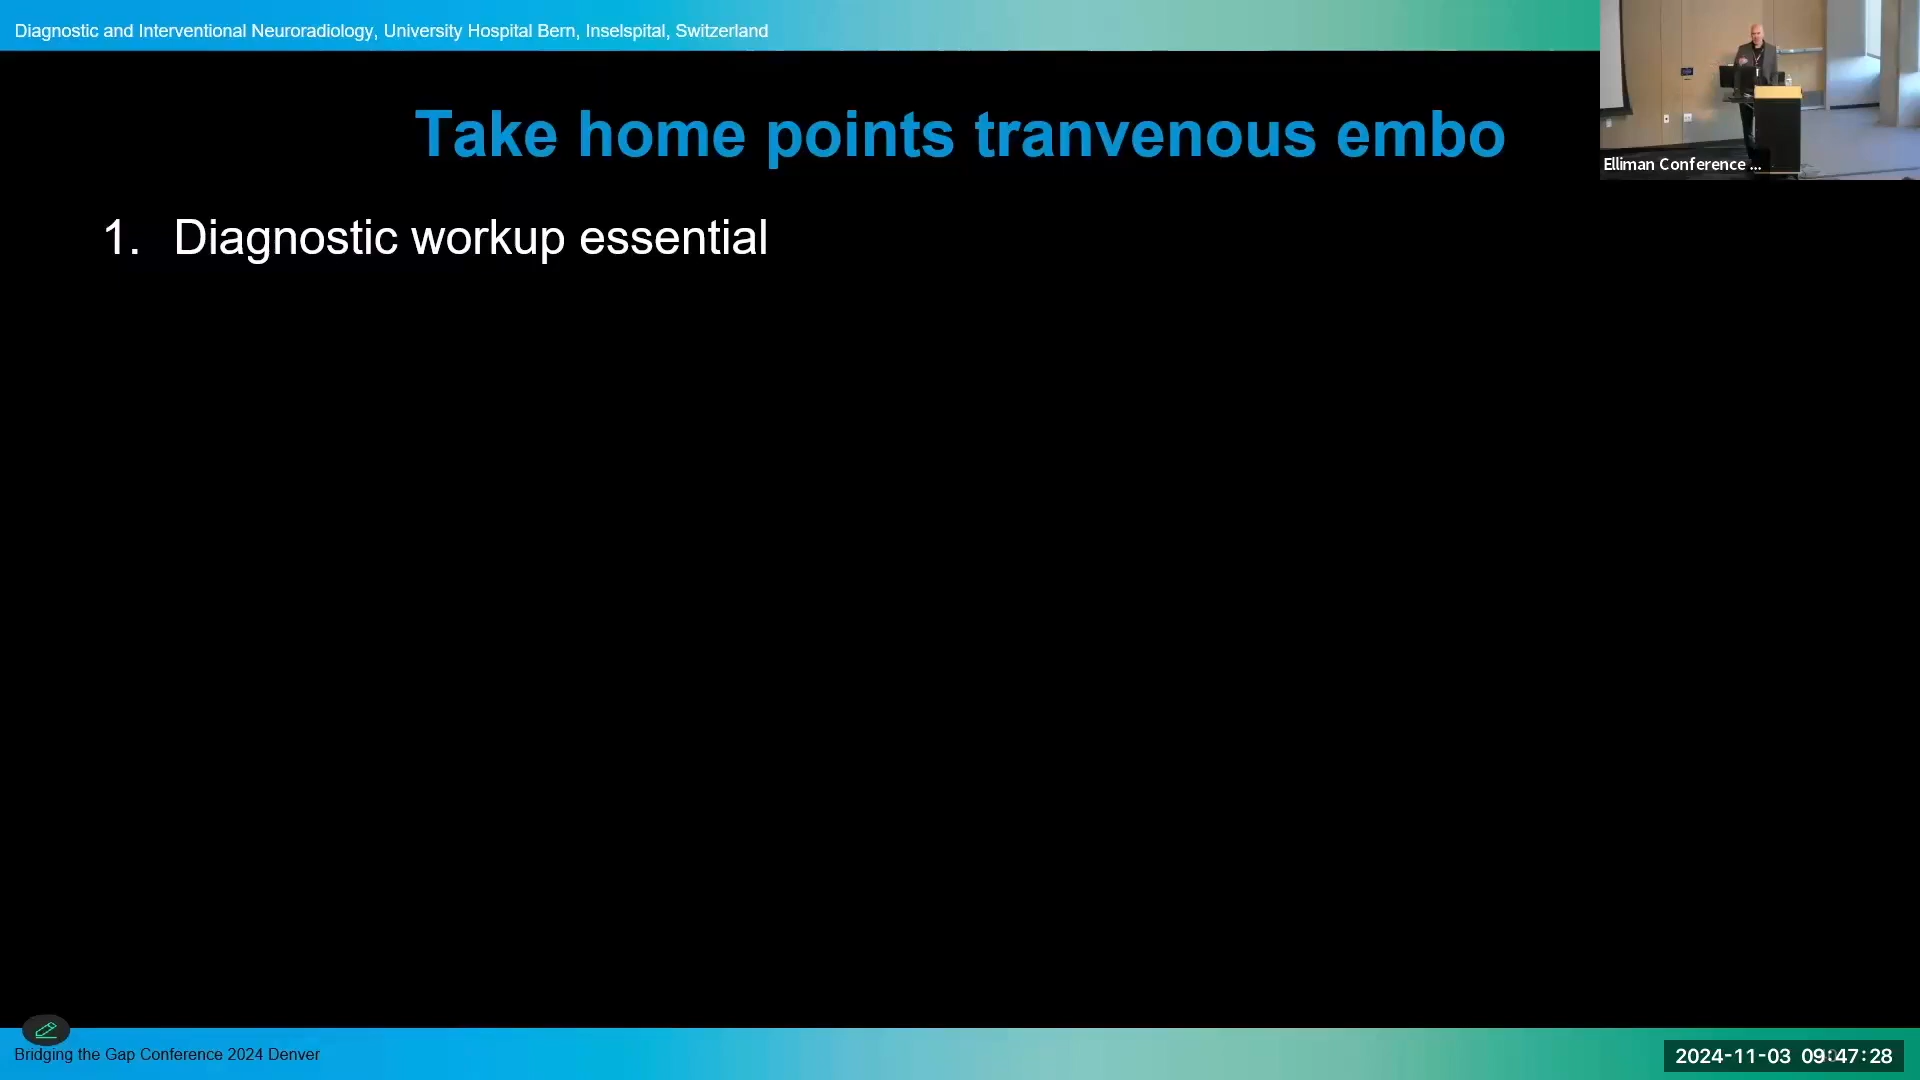 Diagnostic and Interventional Neuroradiology, University Hospital Bern, Inselspital, Switzerland
Take home points tranvenous embo
Elliman Conference ...
1. Diagnostic workup essential
Bridging the Gap Conference 2024 Denver
2024-11-03 09:47:28